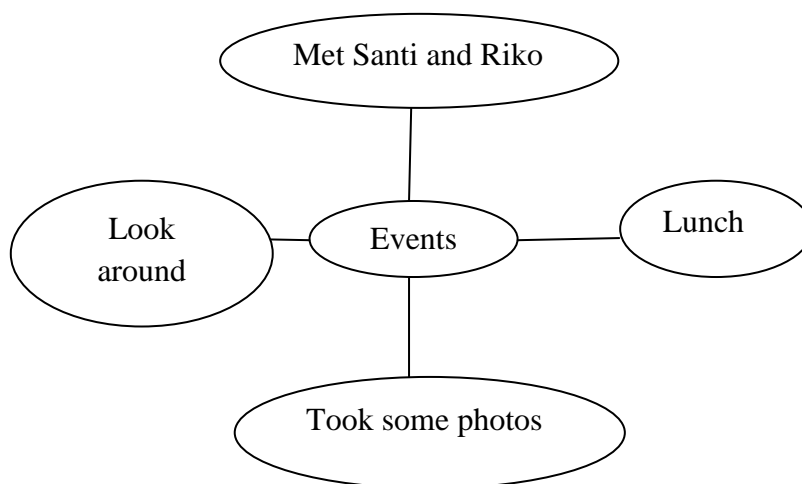 Met Santi and Riko
Look
around
Events
Lunch
Took some photos